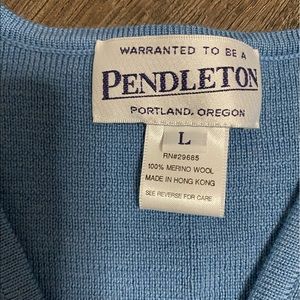 WARRANTED TO BE A
PENDLETON
PORTLAND, OREGON
L
RN#29685
100% MERINO WOOL
MADE IN HONG KONG
SEE REVERSE FOR CARE